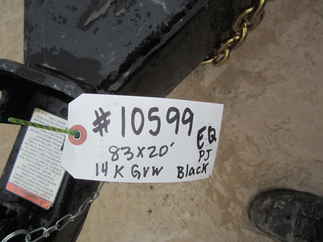 #10599
EQ
83X20'
PJ
14K Gvw Black